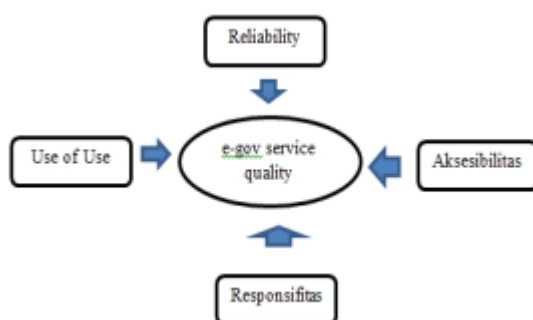 Reliability
Use of Use
e-gov service
quality
Aksesibilitas
Responsifitas